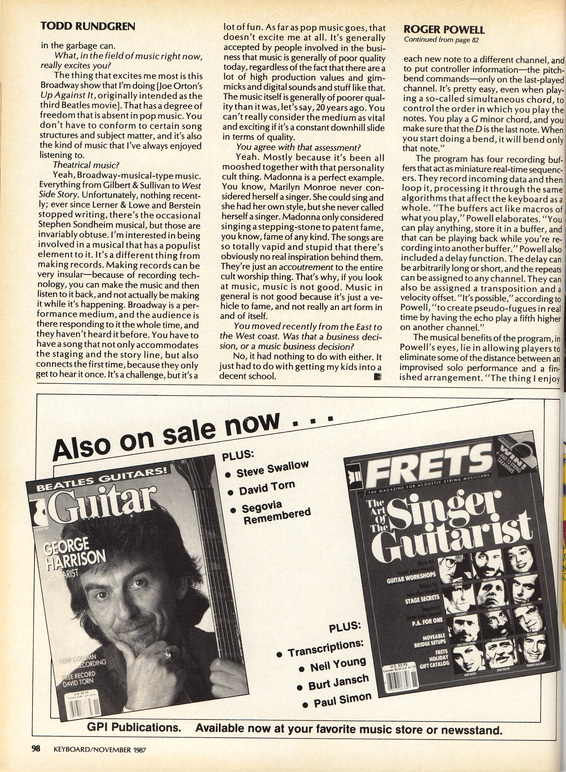 TODD RUNDGREN
in the garbage can.
What, in the field of music right now,
really excites you?
The thing that excites me most is this
Broadway show that I'm doing [Joe Orton's
Up Against It, originally intended as the
third Beatles movie]. That has a degree of
freedom that is absent in pop music. You
don't have to conform to certain song
structures and subject matter, and it's also
the kind of music that I've always enjoyed
listening to.
Theatrical music?
Yeah, Broadway-musical-type music.
Everything from Gilbert & Sullivan to West
Side Story. Unfortunately, nothing recent-
ly; ever since Lerner & Lowe and Berstein
stopped writing, there's the occasional
Stephen Sondheim musical, but those are
invariably obtuse. I'm interested in being
involved in a musical that has a populist
element to it. It's a different thing from
making records. Making records can be
very insular—because of recording tech-
nology, you can make the music and then
listen to it back, and not actually be making
it while it's happening. Broadway is a per-
formance medium, and the audience is
there responding to it the whole time, and
they haven't heard it before. You have to
have a song that not only accommodates
the staging and the story line, but also
connects the first time, because they only
get to hear it once. It's a challenge, but it's a
lot of fun. As far as pop music goes, that
doesn't excite me at all. It's generally
accepted by people involved in the busi-
ness that music is generally of poor quality
today, regardless of the fact that there are a
lot of high production values and gim-
micks and digital sounds and stuff like that.
The music itself is generally of poorer qual-
ity than it was, let's say, 20 years ago. You
can't really consider the medium as vital
and exciting if it's a constant downhill slide
in terms of quality.
You agree with that assessment?
Yeah. Mostly because it's been all
mooshed together with that personality
cult thing. Madonna is a perfect example.
You know, Marilyn Monroe never con-
sidered herself a singer. She could sing and
she had her own style, but she never called
herself a singer. Madonna only considered
singing a stepping-stone to patent fame,
you know, fame of any kind. The songs are
so totally vapid and stupid that there's
obviously no real inspiration behind them.
They're just an accoutrement to the entire
cult worship thing. That's why, if you look
at music, music is not good. Music in
general is not good because it's just a ve-
hicle to fame, and not really an art form in
and of itself.
You moved recently from the East to
the West coast. Was that a business deci-
sion, or a music business decision?
No, it had nothing to do with either. It
just had to do with getting my kids into a
decent school.
ROGER POWELL
Continued from page 82
each new note to a different channel, and
to put controller information—the pitch-
bend commands—only on the last-played
channel. It's pretty easy, even when play-
ing a so-called simultaneous chord, to
control the order in which you play the
notes. You play a G minor chord, and you
make sure that the D is the last note. When
you start doing a bend, it will bend only
that note."
The program has four recording buf-
fers that act as miniature real-time sequenc-
ers. They record incoming data and then
loop it, processing it through the same
algorithms that affect the keyboard as a
whole. "The buffers act like macros of
what you play," Powell elaborates. "You
can play anything, store it in a buffer, and
that can be playing back while you're re-
cording into another buffer." Powell also
included a delay function. The delay can
be arbitrarily long or short, and the repeats
can be assigned to any channel. They can
also be assigned a transposition and a
velocity offset. "It's possible," according to
Powell, "to create pseudo-fugues in real
time by having the echo play a fifth higher
on another channel."
The musical benefits of the program, in
Powell's eyes, lie in allowing players to
eliminate some of the distance between an
improvised solo performance and a fin-
ished arrangement. "The thing I enjoy
Also on sale now . . .
BEATLES GUITARS!
Guitar
GEORGE
HARRISON
RECORDING
FREE RECORD
DAVID TORN
PLUS:
• Steve Swallow
• David Torn
• Segovia
Remembered
PLUS:
• Transcriptions:
• Neil Young
• Burt Jansch
• Paul Simon
FRETS
THE MAGAZINE FOR ACOUSTIC STRING MUSICIANS
WIN
The
Art
Of
The
Singer
Guitarist
GUITAR WORKSHOPS
STAGE SECRETS
P.A. FOR ONE
MOVEABLE
BRIDGE SETUPS
FRETS
HOLIDAY
GIFT CATALOG
GPI Publications. Available now at your favorite music store or newsstand.
98 KEYBOARD/NOVEMBER 1987